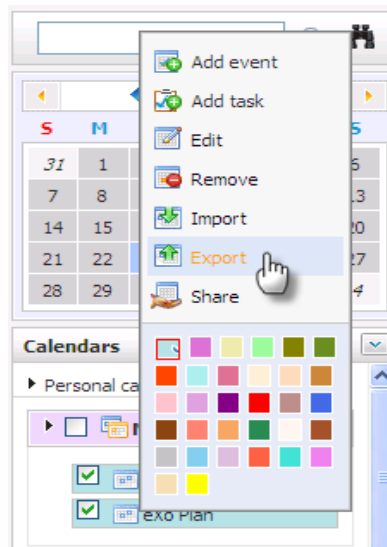 Add event
Add task
S M S
Edit
31 1 6
Remove
7 8 13
Import
14 15 20
Export
21 22 27
Share
28 29 4
Calendars
Personal ca
eXo Plan